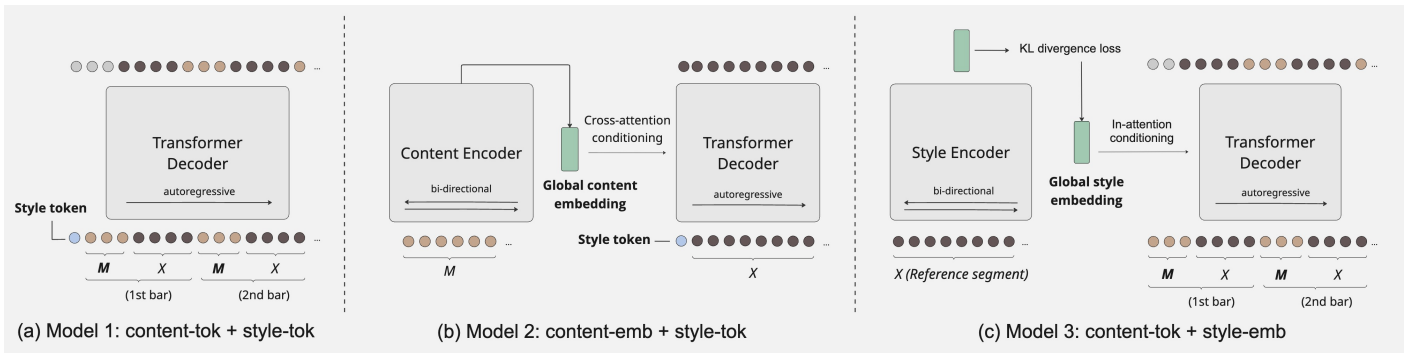 Transformer
Decoder
autoregressive
Style token
...
...
M
X
M
X
(1st bar)
(2nd bar)
(a) Model 1: content-tok + style-tok
Content Encoder
bi-directional
Cross-attention
conditioning
Global content
embedding
...
Transformer
Decoder
autoregressive
...
Style token
...
M
X
(b) Model 2: content-emb + style-tok
KL divergence loss
Style Encoder
bi-directional
In-attention
conditioning
Global style
embedding
...
Transformer
Decoder
autoregressive
...
...
X (Reference segment)
M
X
M
X
(1st bar)
(2nd bar)
(c) Model 3: content-tok + style-emb